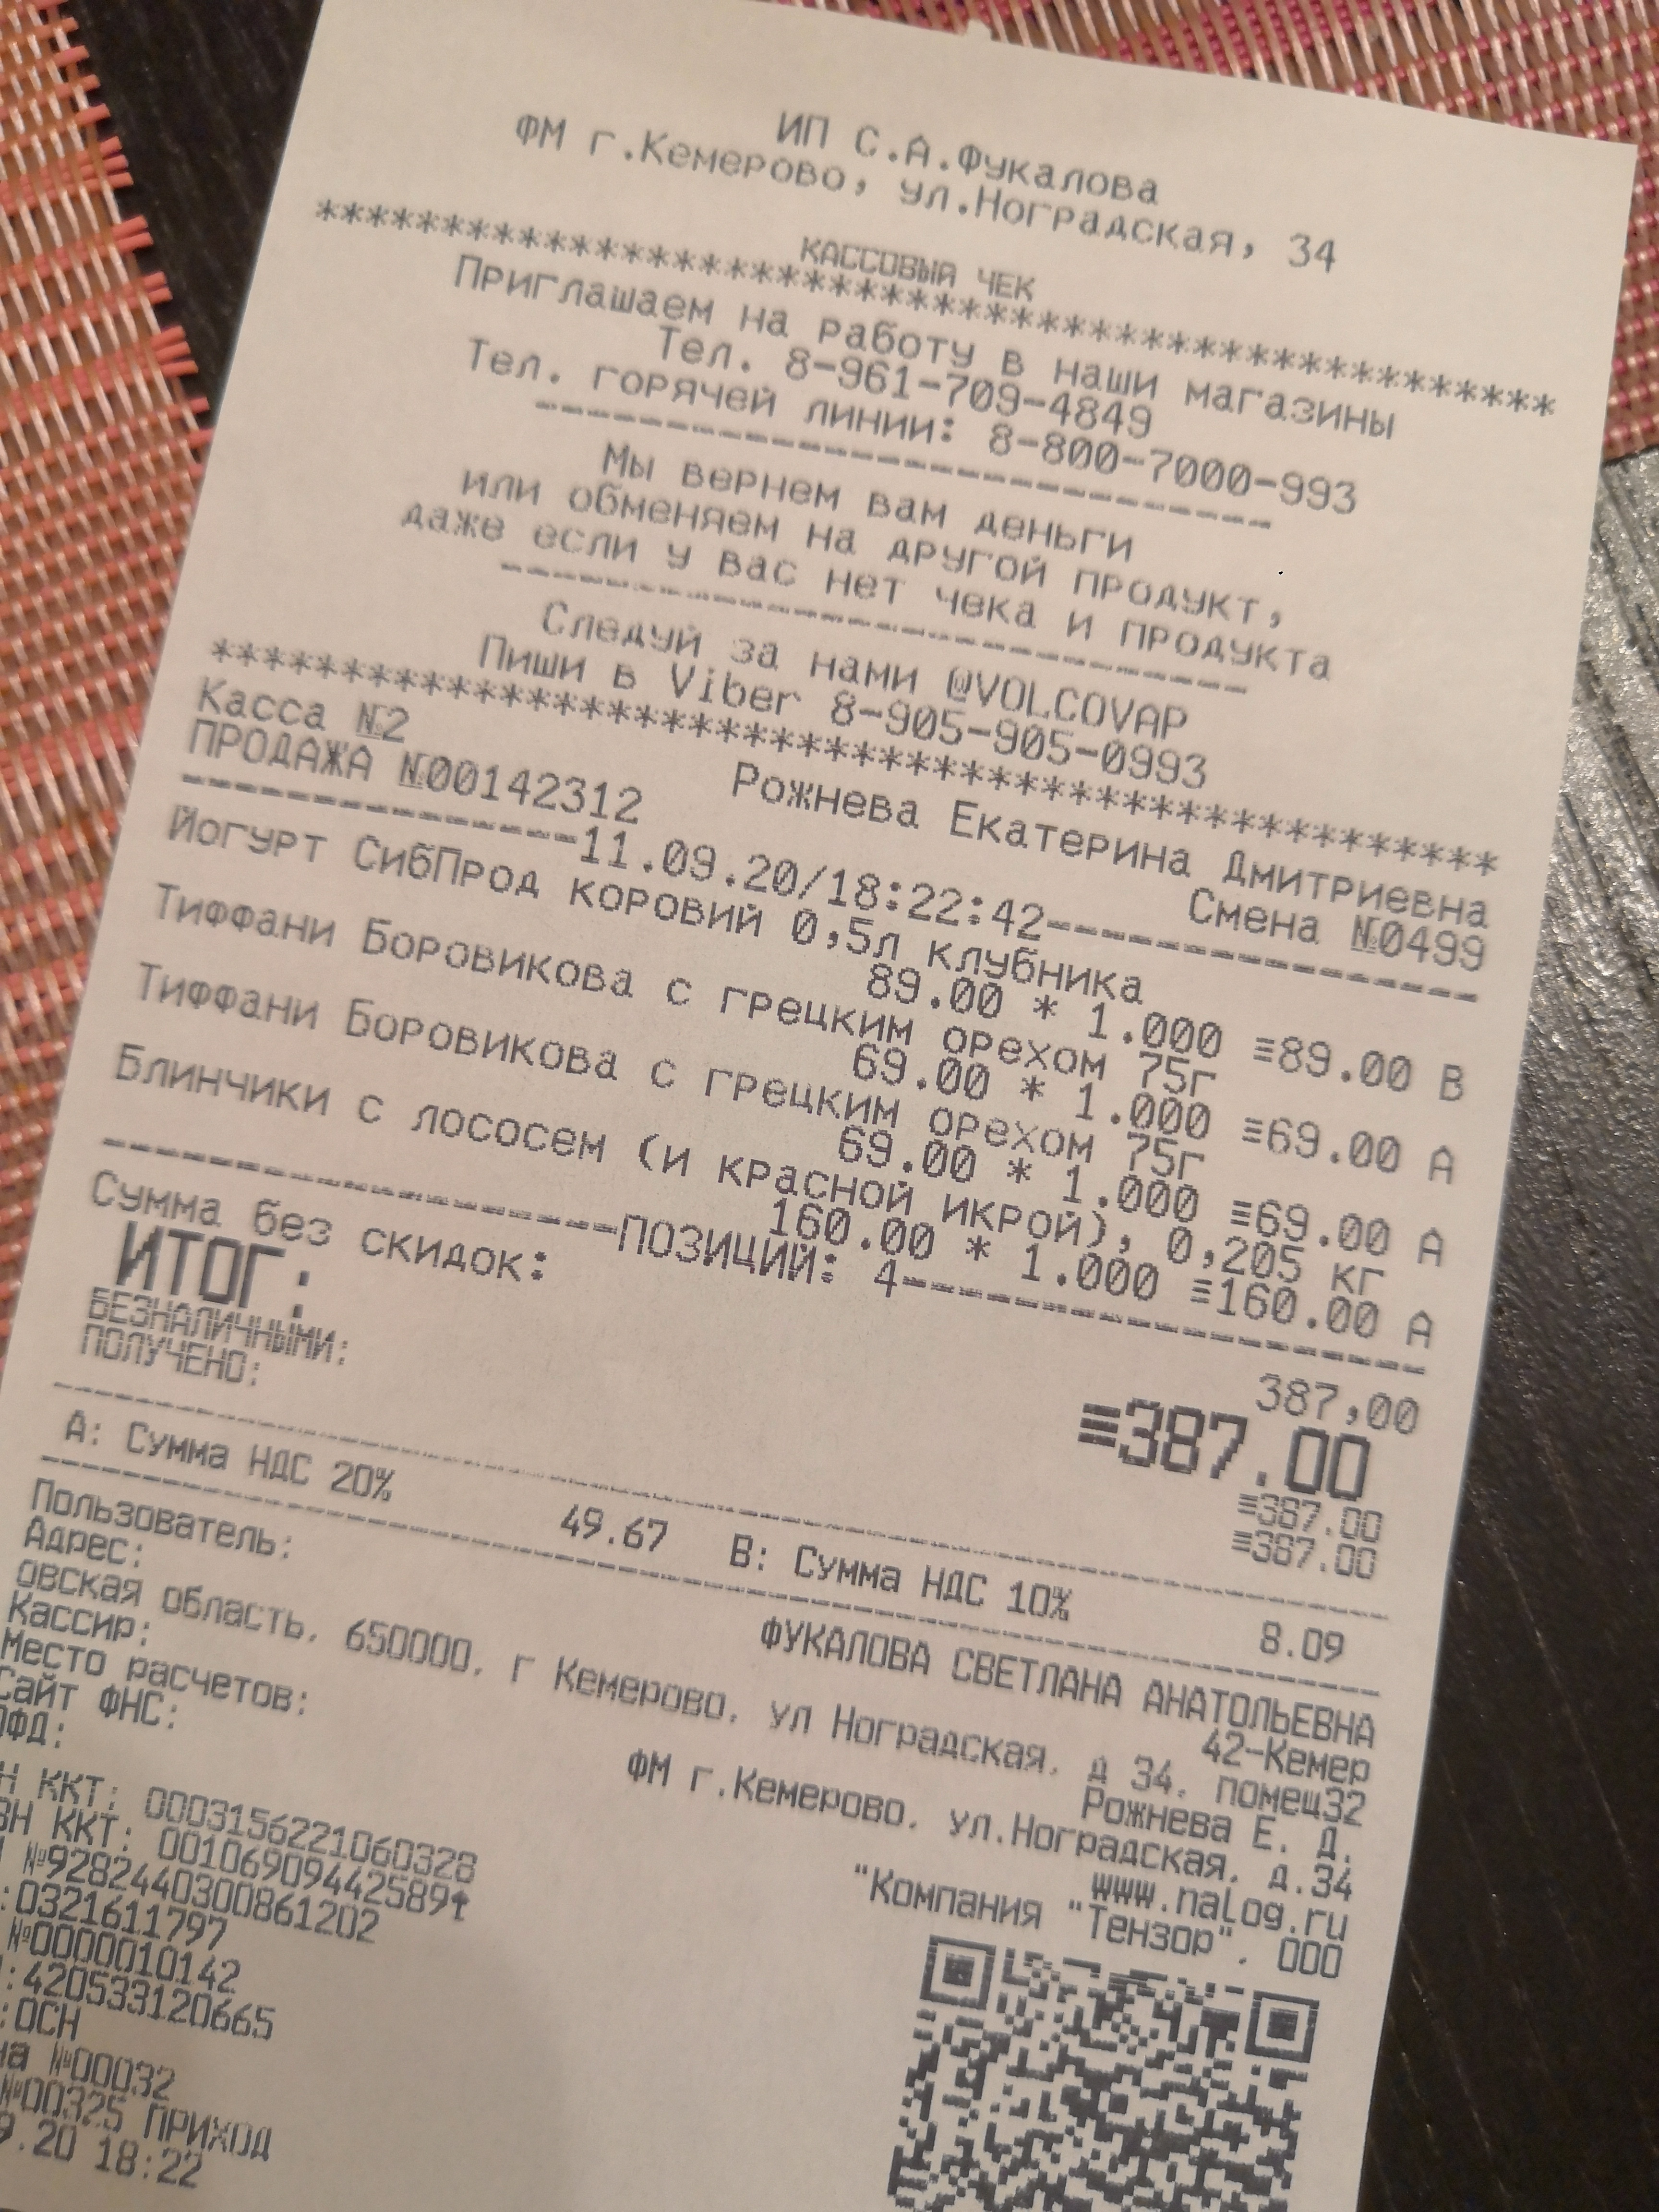 ИП С.А.Фукалова
ФМ г.Кемерово, ул.Ноградская, 34
КАССОВЫЙ ЧЕК
************************************************
Приглашаем на работу в наши магазины
Тел. 8-961-709-4849
Тел. горячей линии: 8-800-7000-993
----------------------------
Мы вернем вам деньги
или обменяем на другой продукт,
даже если у вас нет чека и продукта
----------------------------
Следуй за нами @VOLCOVAP
Пиши в Viber 8-905-905-0993
************************************************
Касса №2 Рожнева Екатерина Дмитриевна
ПРОДАЖА №00142312 Смена №0499
---------------11.09.20/18:22:42----------------
Йогурт СибПрод коровий 0,5л клубника
89.00 * 1.000 ≡89.00 В
Тиффани Боровикова с грецким орехом 75г
69.00 * 1.000 ≡69.00 А
Тиффани Боровикова с грецким орехом 75г
69.00 * 1.000 ≡69.00 А
Блинчики с лососем (и красной икрой), 0,205 кг
160.00 * 1.000 ≡160.00 А
--------------------ПОЗИЦИЙ: 4--------------------
Сумма без скидок: 387,00
ИТОГ: ≡387.00
БЕЗНАЛИЧНЫМИ: ≡387.00
ПОЛУЧЕНО: ≡387.00
А: Сумма НДС 20% 49.67 В: Сумма НДС 10% 8.09
Пользователь: ФУКАЛОВА СВЕТЛАНА АНАТОЛЬЕВНА
Адрес: 42-Кемер
овская область, 650000, г Кемерово, ул Ноградская, д 34, помещ32
Кассир: Рожнева Е. Д.
Место расчетов: ФМ г.Кемерово, ул.Ноградская, д.34
Сайт ФНС: www.nalog.ru
ОФД: "Компания "Тензор", ООО
Н ККТ: 0003156221060328
ЗН ККТ: 00106909442589
№9282440300861202
:0321611797
№0000010142
:420533120665
:ОСН
на №00032
№00325 ПРИХОД
9.20 18:22